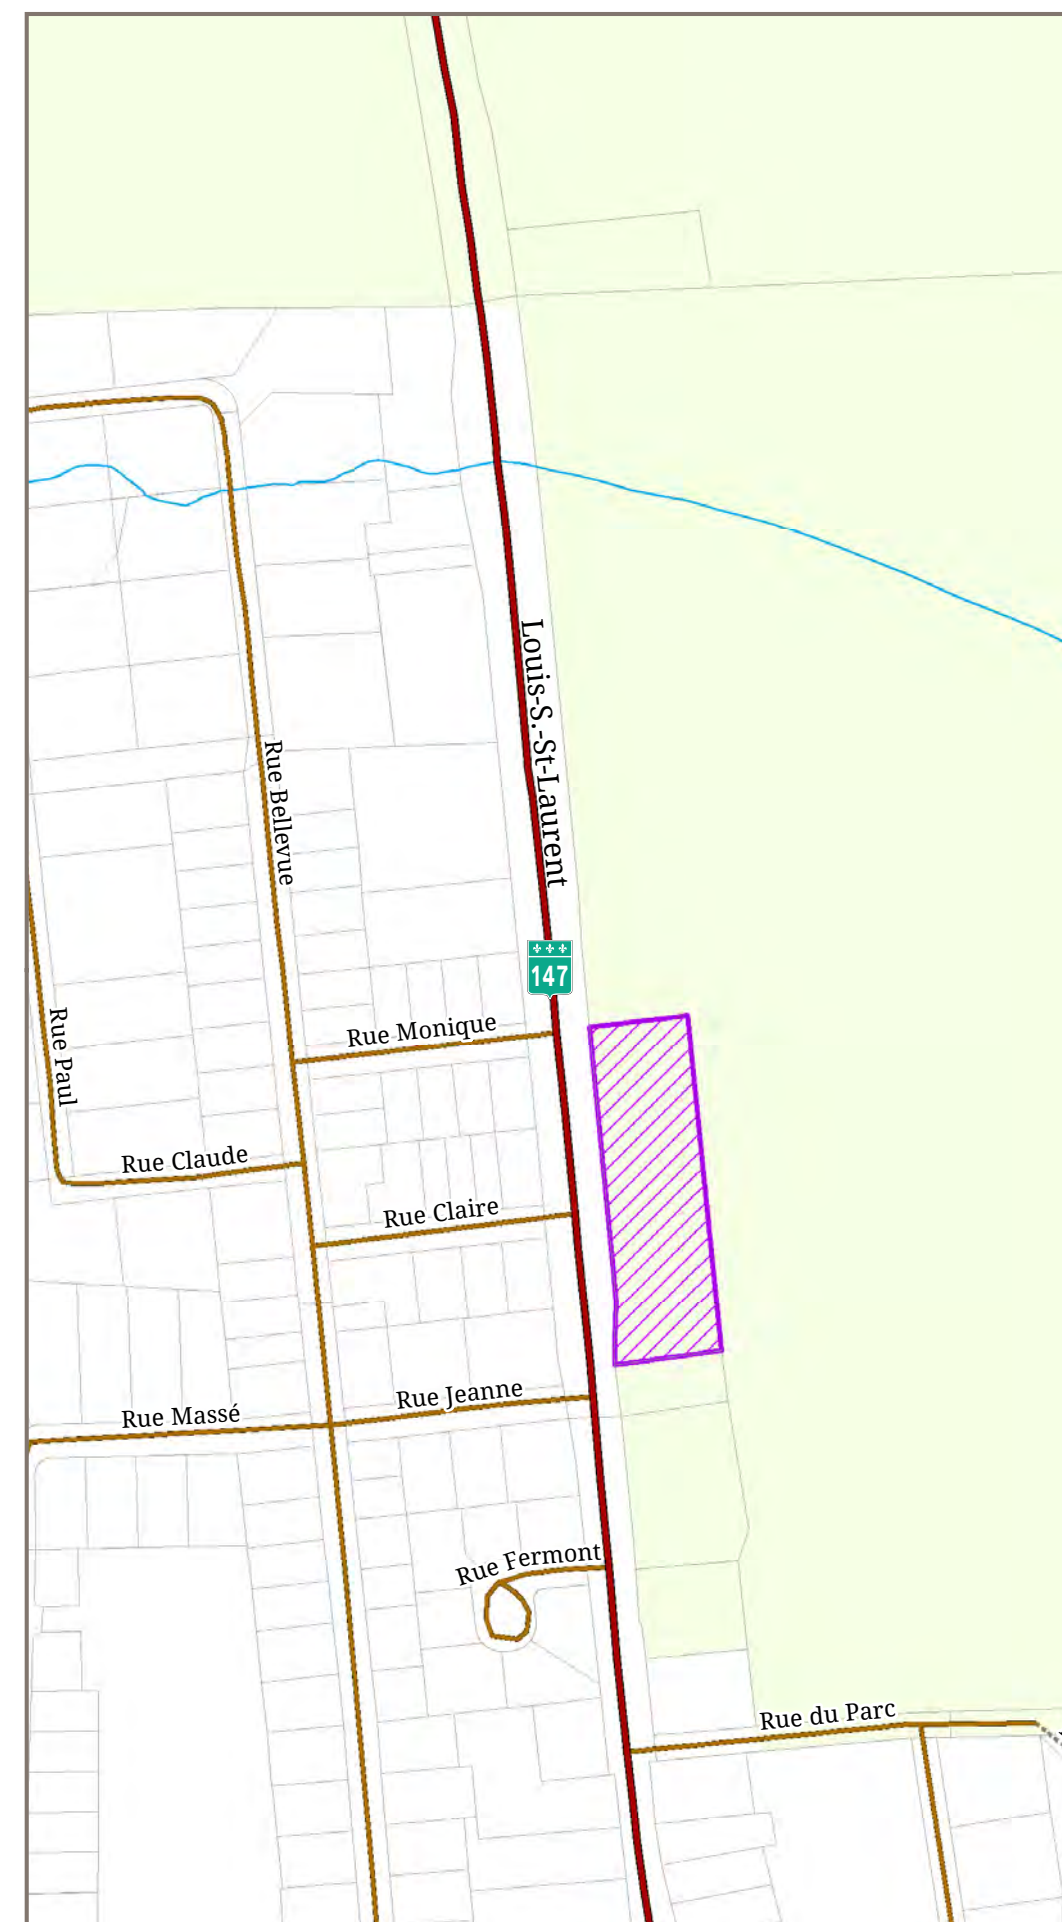 Louis-S.-St-Laurent
Rue Bellevue
147
Rue Monique
Rue Paul
Rue Claude
Rue Claire
Rue Jeanne
Rue Massé
Rue Fermont
Rue du Parc